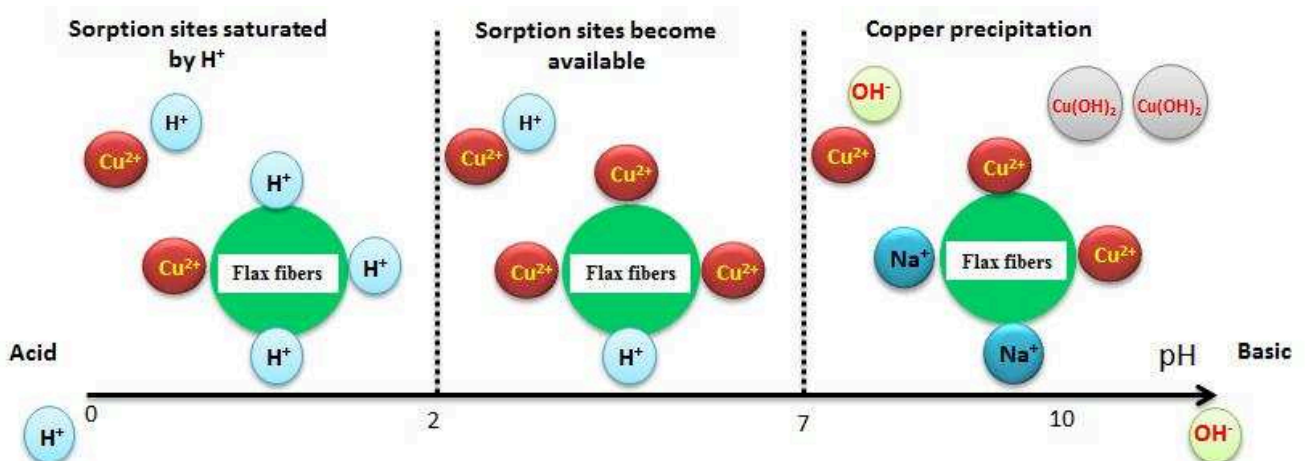 Sorption sites saturated
by H⁺
Sorption sites become
available
Copper precipitation
H⁺
Cu²⁺
H⁺
Cu²⁺
H⁺
Flax fibers
H⁺
H⁺
Cu²⁺
Cu²⁺
Cu²⁺
Flax fibers
Cu²⁺
H⁺
OH⁻
Cu²⁺
Cu(OH)₂
Cu(OH)₂
Cu²⁺
Na⁺
Flax fibers
Cu²⁺
Na⁺
Acid
pH
Basic
0
2
7
10
H⁺
OH⁻